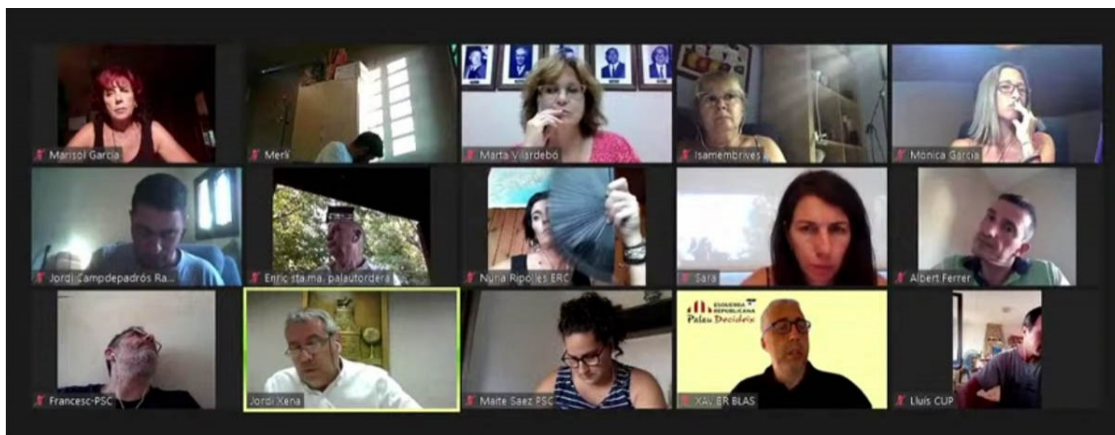 Marisol Garcia
Merlí
Marta Vilardebó
Isamembrives
Mònica Garcia
Jordi Campdepadrós Ra...
Enric sta.ma. palautordera
Núria Ripolles ERC
Sara
Albert Ferrer
Francesc-PSC
Jordi Xena
Maite Saez PSC
ESQUERRA
REPUBLICANA
Palau Decideix
XAVIER BLAS
Lluís CUP